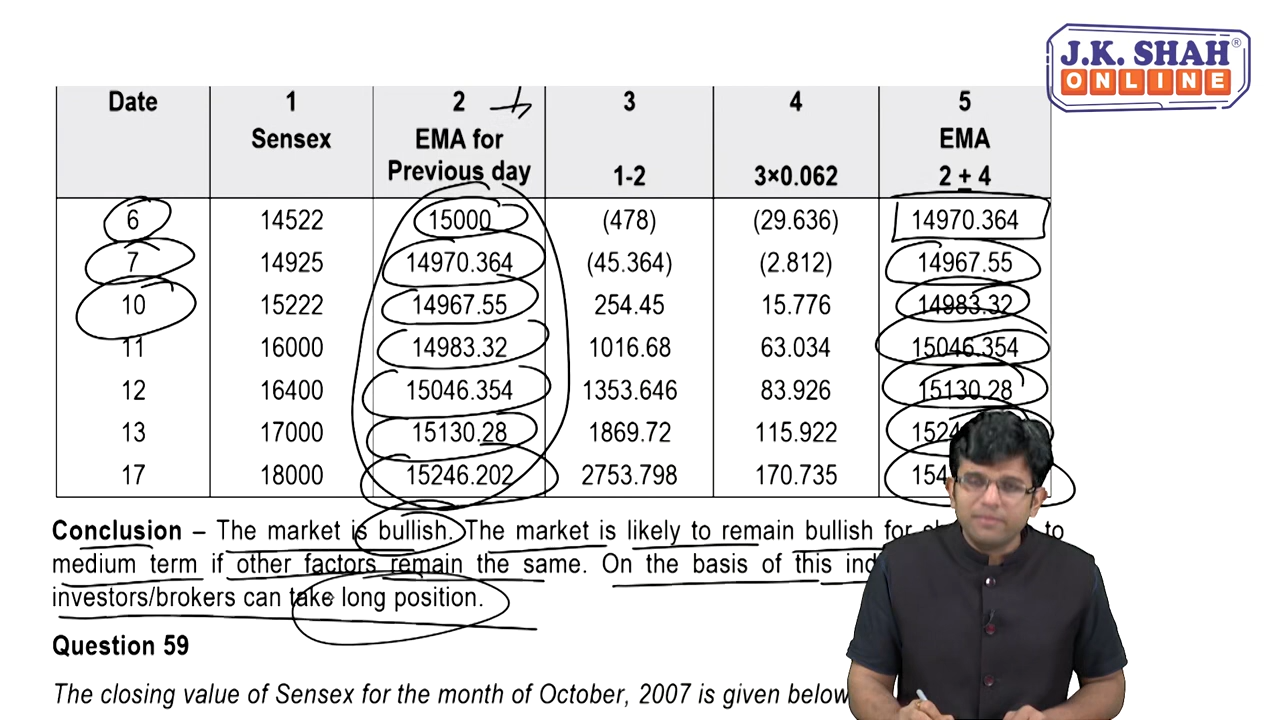 J.K. SHAH®
ONLINE
Date 1 2 3 4 5
Sensex EMA for EMA
Previous day 1-2 3×0.062 2 + 4
6 14522 15000 (478) (29.636) 14970.364
7 14925 14970.364 (45.364) (2.812) 14967.55
10 15222 14967.55 254.45 15.776 14983.32
11 16000 14983.32 1016.68 63.034 15046.354
12 16400 15046.354 1353.646 83.926 15130.28
13 17000 15130.28 1869.72 115.922
17 18000 15246.202 2753.798 170.735
Conclusion – The market is bullish. The market is likely to remain bullish for to
medium term if other factors remain the same. On the basis of this
investors/brokers can take long position.
Question 59
The closing value of Sensex for the month of October, 2007 is given below